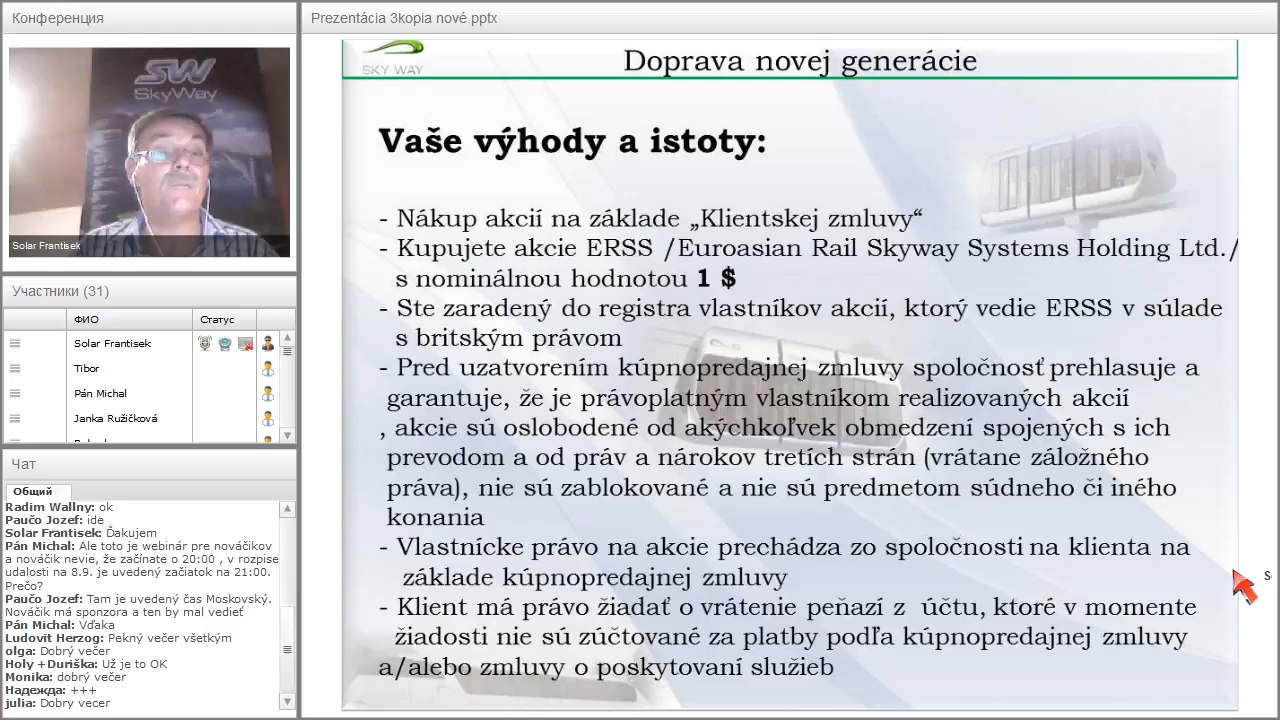 Конференция
SW
SkyWay
Solar Frantisek
Участники (31)
ФИО
Статус
Solar Frantisek
Tibor
Pán Michal
Janka Ružičková
Чат
Общий
Radim Wallny: ok
Paučo Jozef: ide
Solar Frantisek: Ďakujem
Pán Michal: Ale toto je webinár pre nováčikov
a nováčik nevie, že začínate o 20:00 , v rozpise
udalosti na 8.9. je uvedený začiatok na 21:00.
Prečo?
Paučo Jozef: Tam je uvedený čas Moskovský.
Nováčik má sponzora a ten by mal vedieť
Pán Michal: Vďaka
Ludovit Herzog: Pekný večer všetkým
olga: Dobrý večer
Holy +Duriška: Už je to OK
Monika: dobrý večer
Надежда: +++
julia: Dobry vecer
Prezentácia 3kopia nové.pptx
SKY WAY
Doprava novej generácie
Vaše výhody a istoty:
- Nákup akcií na základe „Klientskej zmluvy“
- Kupujete akcie ERSS /Euroasian Rail Skyway Systems Holding Ltd./
s nominálnou hodnotou 1 $
- Ste zaradený do registra vlastníkov akcií, ktorý vedie ERSS v súlade
s britským právom
- Pred uzatvorením kúpnopredajnej zmluvy spoločnosť prehlasuje a
garantuje, že je právoplatným vlastníkom realizovaných akcií
, akcie sú oslobodené od akýchkoľvek obmedzení spojených s ich
prevodom a od práv a nárokov tretích strán (vrátane záložného
práva), nie sú zablokované a nie sú predmetom súdneho či iného
konania
- Vlastnícke právo na akcie prechádza zo spoločnosti na klienta na
základe kúpnopredajnej zmluvy
- Klient má právo žiadať o vrátenie peňazí z účtu, ktoré v momente
žiadosti nie sú zúčtované za platby podľa kúpnopredajnej zmluvy
a/alebo zmluvy o poskytovaní služieb